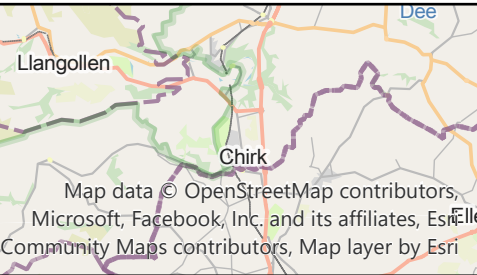 Dee
Llangollen
Chirk
Map data © OpenStreetMap contributors,
Microsoft, Facebook, Inc. and its affiliates, Esri
Elle
Community Maps contributors, Map layer by Esri